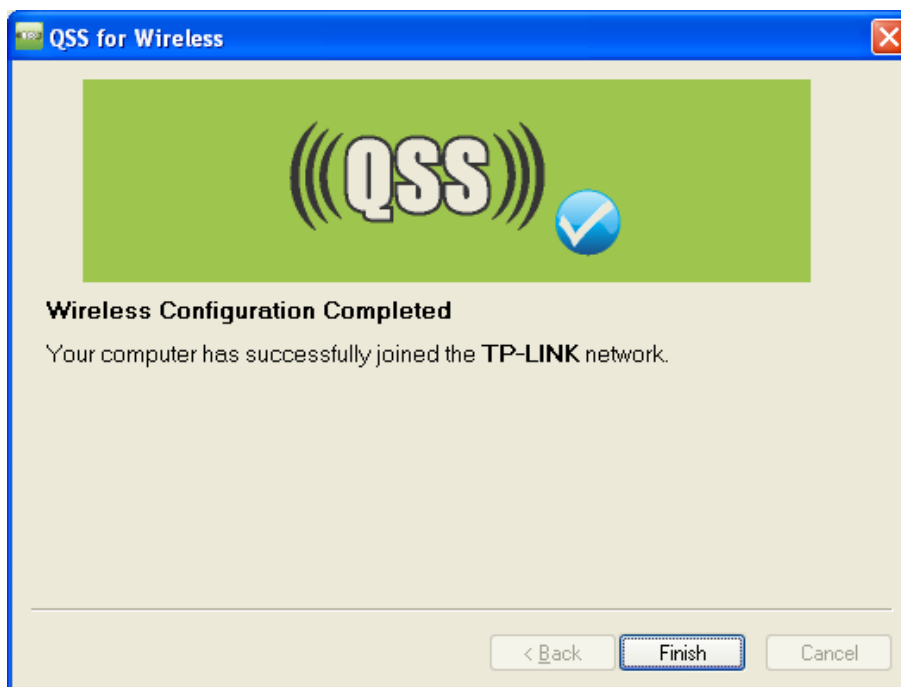 QSS for Wireless
QSS
Wireless Configuration Completed
Your computer has successfully joined the TP-LINK network.
< Back
Finish
Cancel